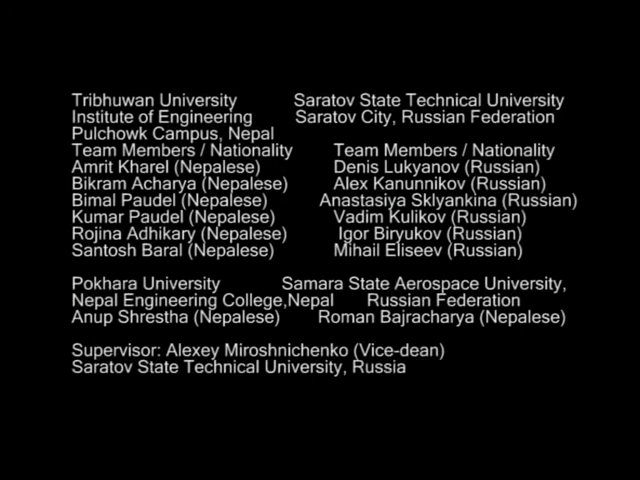 Tribhuwan University Saratov State Technical University
Institute of Engineering Saratov City, Russian Federation
Pulchowk Campus, Nepal
Team Members / Nationality Team Members / Nationality
Amrit Kharel (Nepalese) Denis Lukyanov (Russian)
Bikram Acharya (Nepalese) Alex Kanunnikov (Russian)
Bimal Paudel (Nepalese) Anastasiya Sklyankina (Russian)
Kumar Paudel (Nepalese) Vadim Kulikov (Russian)
Rojina Adhikary (Nepalese) Igor Biryukov (Russian)
Santosh Baral (Nepalese) Mihail Eliseev (Russian)
Pokhara University Samara State Aerospace University,
Nepal Engineering College,Nepal Russian Federation
Anup Shrestha (Nepalese) Roman Bajracharya (Nepalese)
Supervisor: Alexey Miroshnichenko (Vice-dean)
Saratov State Technical University, Russia